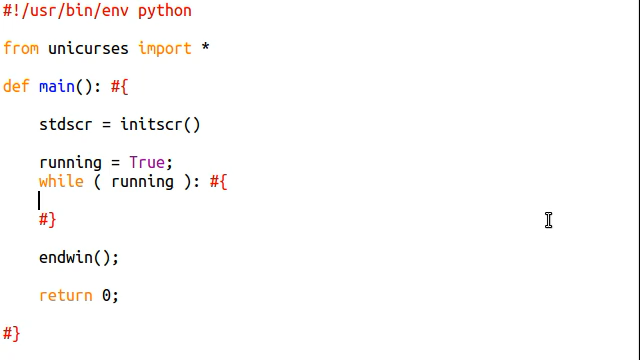 #!/usr/bin/env python
from unicurses import *
def main(): #{
stdscr = initscr()
running = True;
while ( running ): #{
#}
endwin();
return 0;
#}